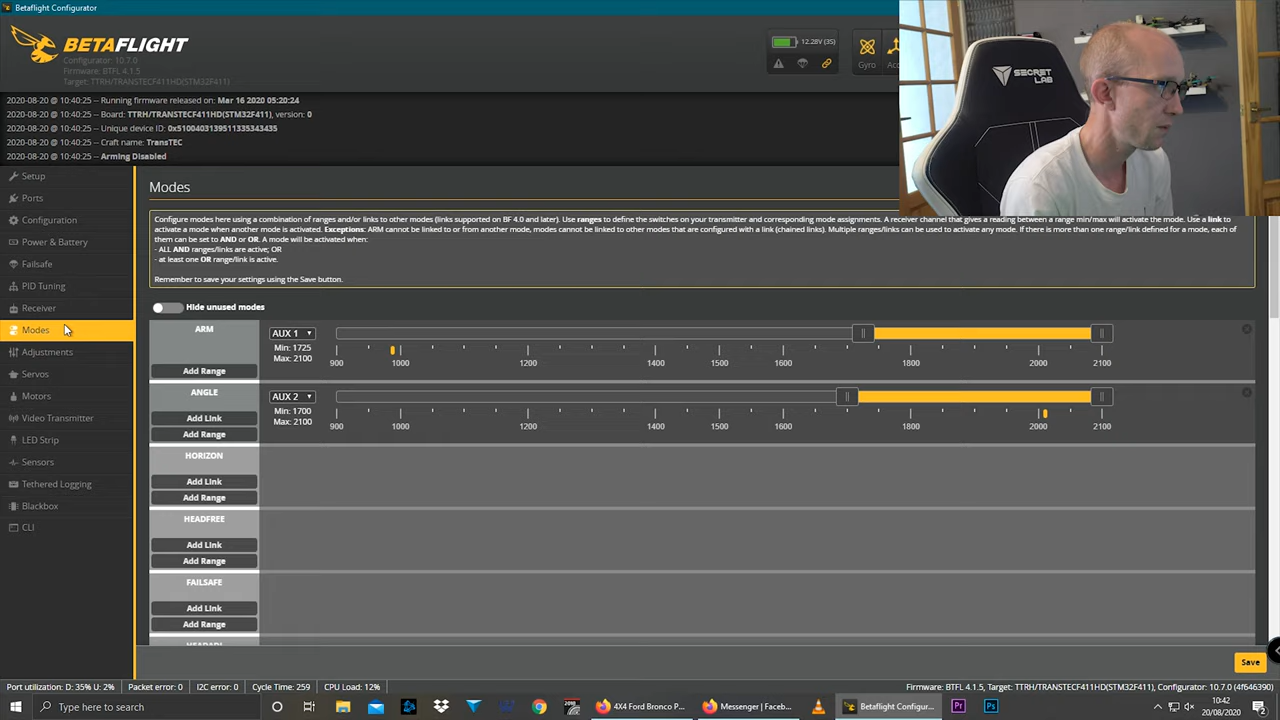 Betaflight Configurator
BETAFLIGHT
Configurator: 10.7.0
Firmware: BTFL 4.1.5
Target: TTRH/TRANSTECF411HD(STM32F411)
12.28V (3S)
Gyro
2020-08-20 @ 10:40:25 -- Running firmware released on: Mar 16 2020 05:20:24
2020-08-20 @ 10:40:25 -- Board: TTRH/TRANSTECF411HD(STM32F411), version: 0
2020-08-20 @ 10:40:25 -- Unique device ID: 0x5100403139511335343435
2020-08-20 @ 10:40:25 -- Craft name: TransTEC
2020-08-20 @ 10:40:25 -- Arming Disabled
SECRET
LAB
Setup
Ports
Configuration
Power & Battery
Failsafe
PID Tuning
Receiver
Modes
Adjustments
Servos
Motors
Video Transmitter
LED Strip
Sensors
Tethered Logging
Blackbox
CLI
Modes
Configure modes here using a combination of ranges and/or links to other modes (links supported on BF 4.0 and later). Use ranges to define the switches on your transmitter and corresponding mode assignments. A receiver channel that gives a reading between a range min/max will activate the mode. Use a link to
activate a mode when another mode is activated. Exceptions: ARM cannot be linked to or from another mode, modes cannot be linked to other modes that are configured with a link (chained links). Multiple ranges/links can be used to activate any mode. If there is more than one range/link defined for a mode, each of
them can be set to AND or OR. A mode will be activated when:
- ALL AND ranges/links are active; OR
- at least one OR range/link is active.
Remember to save your settings using the Save button.
Hide unused modes
ARM
Add Range
AUX 1
Min: 1725
Max: 2100
900 1000 1200 1400 1500 1600 1800 2000 2100
ANGLE
Add Link
Add Range
AUX 2
Min: 1700
Max: 2100
900 1000 1200 1400 1500 1600 1800 2000 2100
HORIZON
Add Link
Add Range
HEADFREE
Add Link
Add Range
FAILSAFE
Add Link
Add Range
HEADADJ
Save
Port utilization: D: 35% U: 2% Packet error: 0 I2C error: 0 Cycle Time: 259 CPU Load: 12% Firmware: BTFL 4.1.5, Target: TTRH/TRANSTECF411HD(STM32F411), Configurator: 10.7.0 (4f646390)
Type here to search
4X4 Ford Bronco P...
Messenger | Faceb...
Betaflight Configur...
Pr
Ps
10:42
20/08/2020